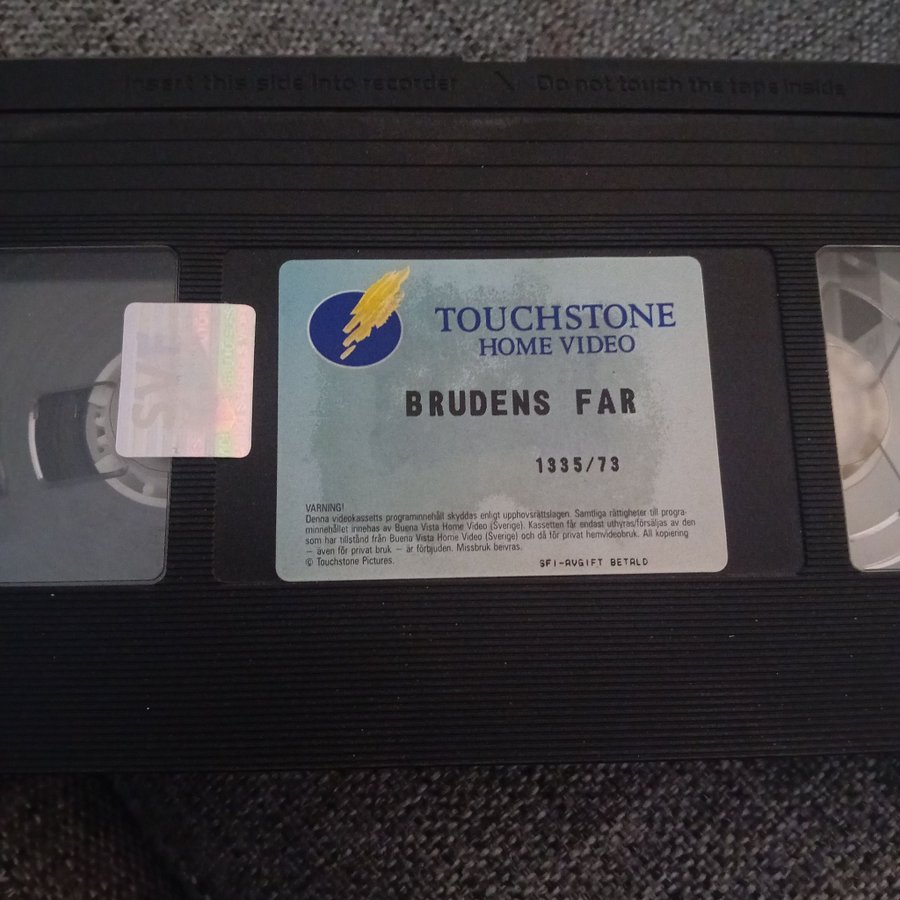 Insert this side into recorder Do not touch the tape inside
TOUCHSTONE
HOME VIDEO
BRUDENS FAR
1335/73
VARNING!
Denna videokassetts programinnehåll skyddas enligt upphovsrättslagen. Samtliga rättigheter till progra-
minnehållet innehas av Buena Vista Home Video (Sverige). Kassetten får endast uthyras/försäljas av den
som har tillstånd från Buena Vista Home Video (Sverige) och då för privat hemvideobruk. All kopiering
– även för privat bruk – är förbjuden. Missbruk beivras.
© Touchstone Pictures.
SFI-AVGIFT BETALD